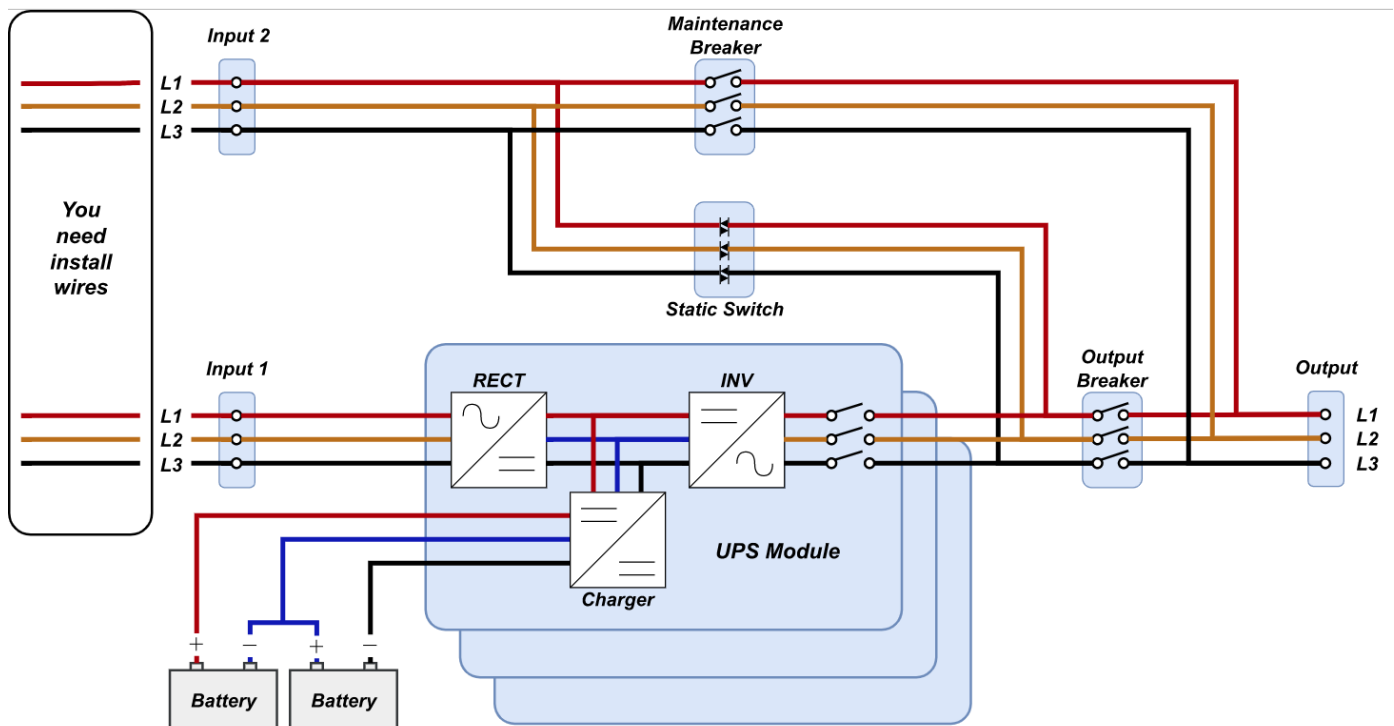 Input 2
Maintenance
Breaker
L1
L2
L3
You
need
install
wires
Static Switch
Input 1
RECT
INV
Output
Breaker
Output
L1
L2
L3
L1
L2
L3
UPS Module
Charger
+
−
+
−
Battery
Battery